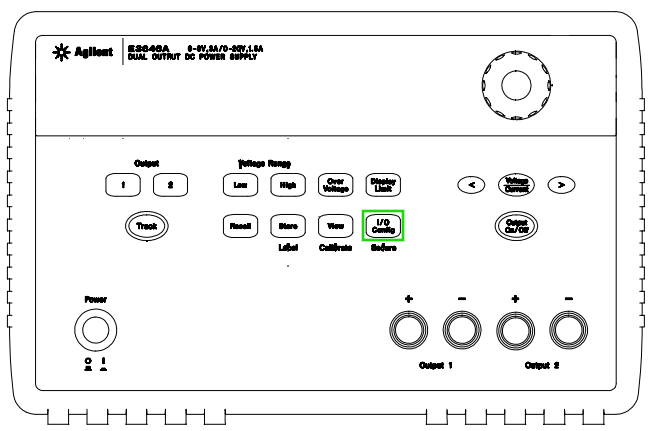 Agilent E3646A 0-8V,3A/0-20V,1.5A
DUAL OUTPUT DC POWER SUPPLY
Output Voltage Range
1 2 Low High Over Voltage Display Limit < Voltage Current >
Track Recall Store View I/O Config Output On/Off
Label Calibrate Secure
Power + - + -
O I
Output 1 Output 2